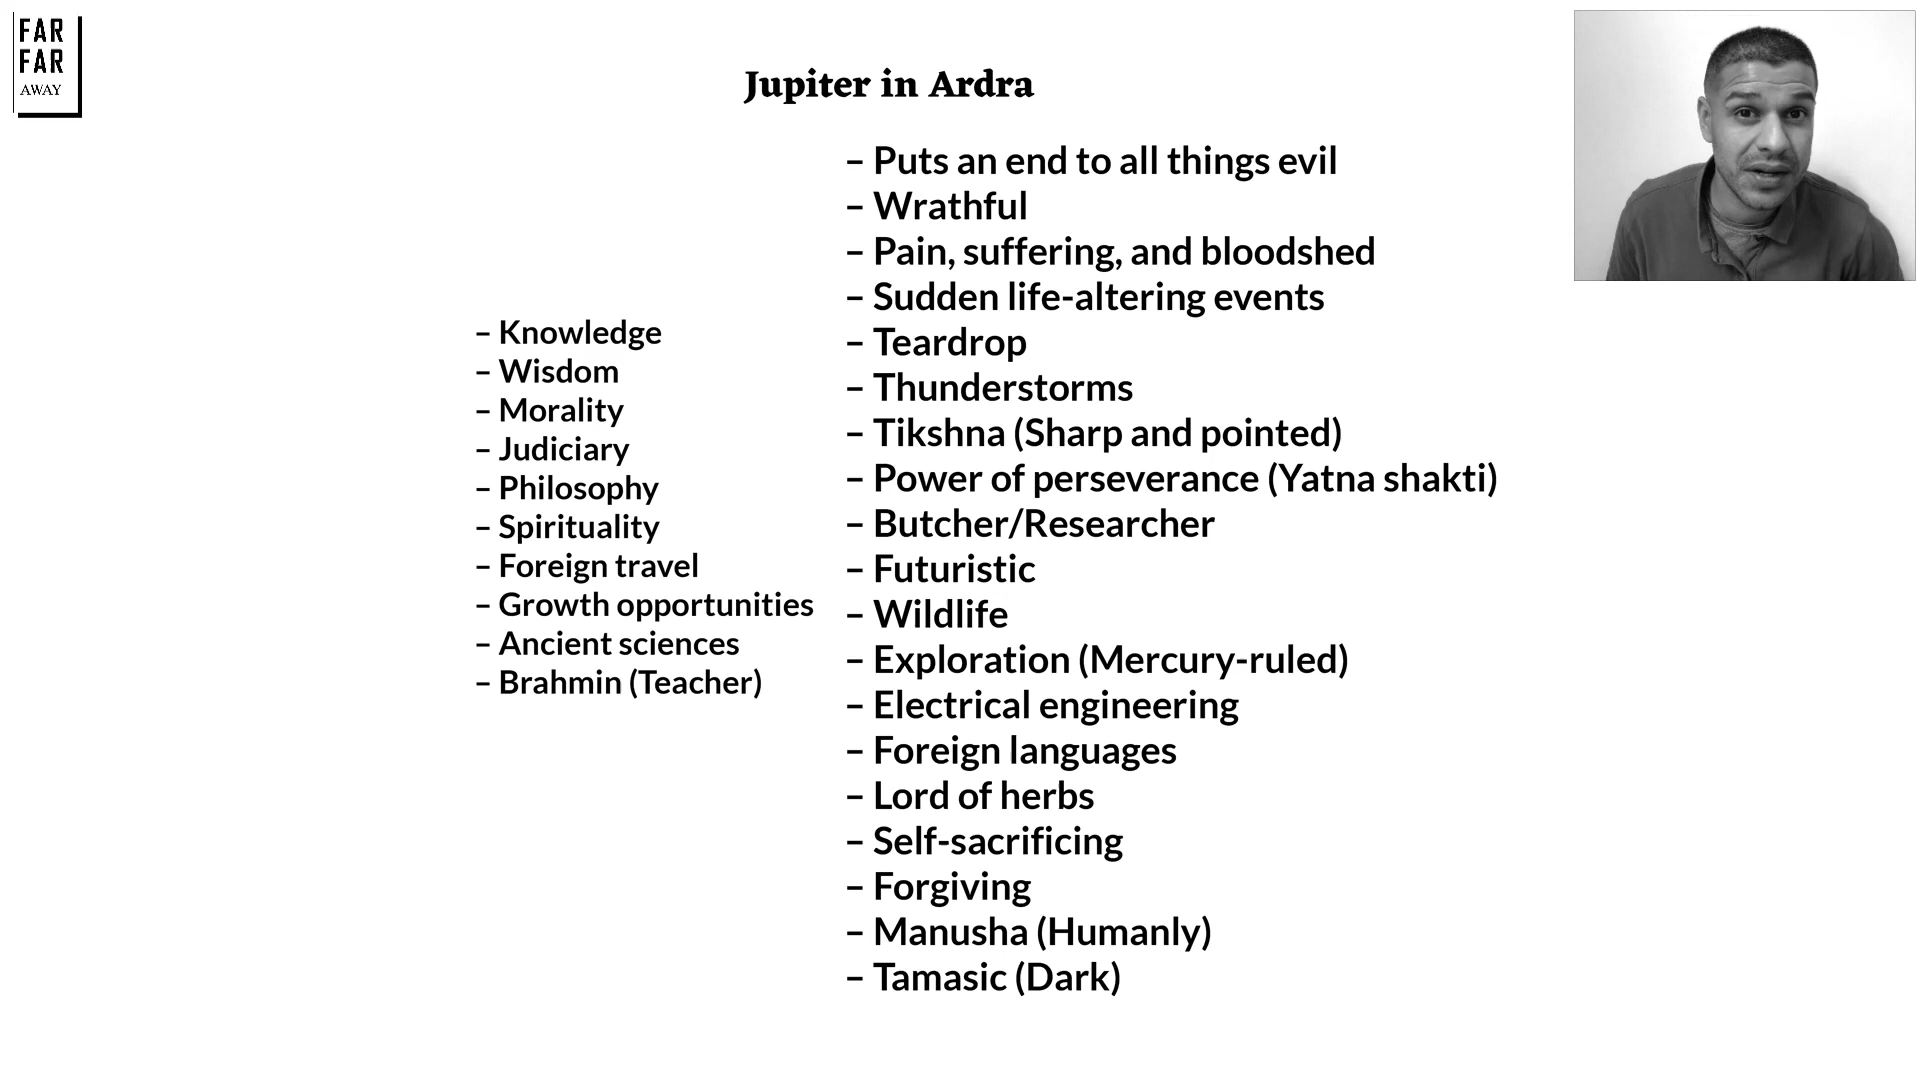 FAR
FAR
AWAY
Jupiter in Ardra
– Knowledge
– Wisdom
– Morality
– Judiciary
– Philosophy
– Spirituality
– Foreign travel
– Growth opportunities
– Ancient sciences
– Brahmin (Teacher)
– Puts an end to all things evil
– Wrathful
– Pain, suffering, and bloodshed
– Sudden life-altering events
– Teardrop
– Thunderstorms
– Tikshna (Sharp and pointed)
– Power of perseverance (Yatna shakti)
– Butcher/Researcher
– Futuristic
– Wildlife
– Exploration (Mercury-ruled)
– Electrical engineering
– Foreign languages
– Lord of herbs
– Self-sacrificing
– Forgiving
– Manusha (Humanly)
– Tamasic (Dark)